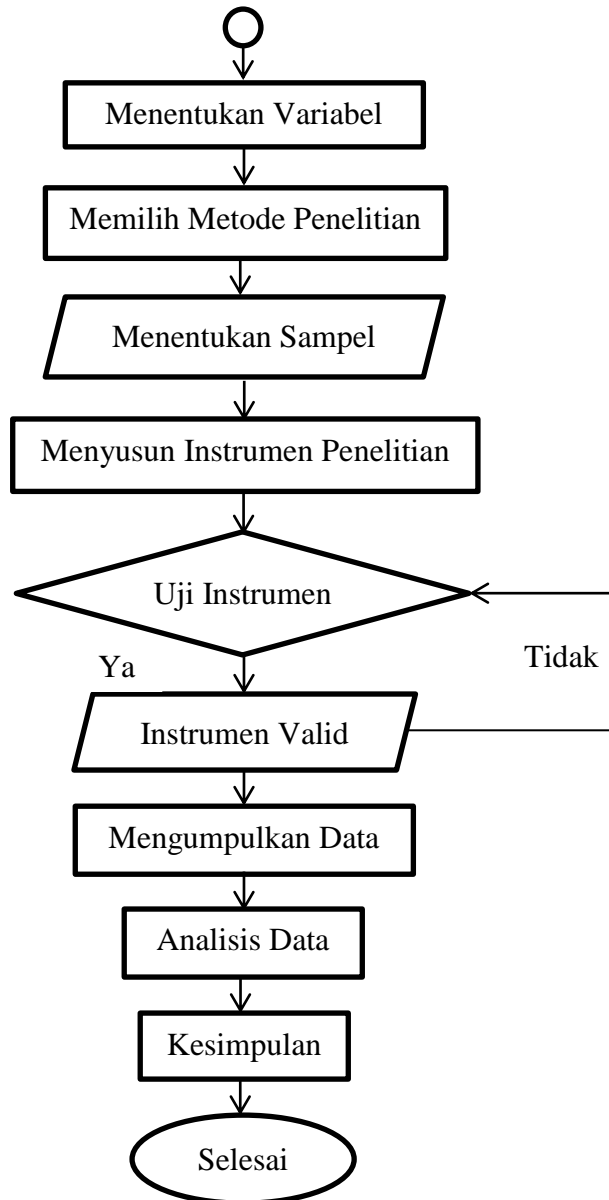 Menentukan Variabel
Memilih Metode Penelitian
Menentukan Sampel
Menyusun Instrumen Penelitian
Uji Instrumen
Ya
Tidak
Instrumen Valid
Mengumpulkan Data
Analisis Data
Kesimpulan
Selesai